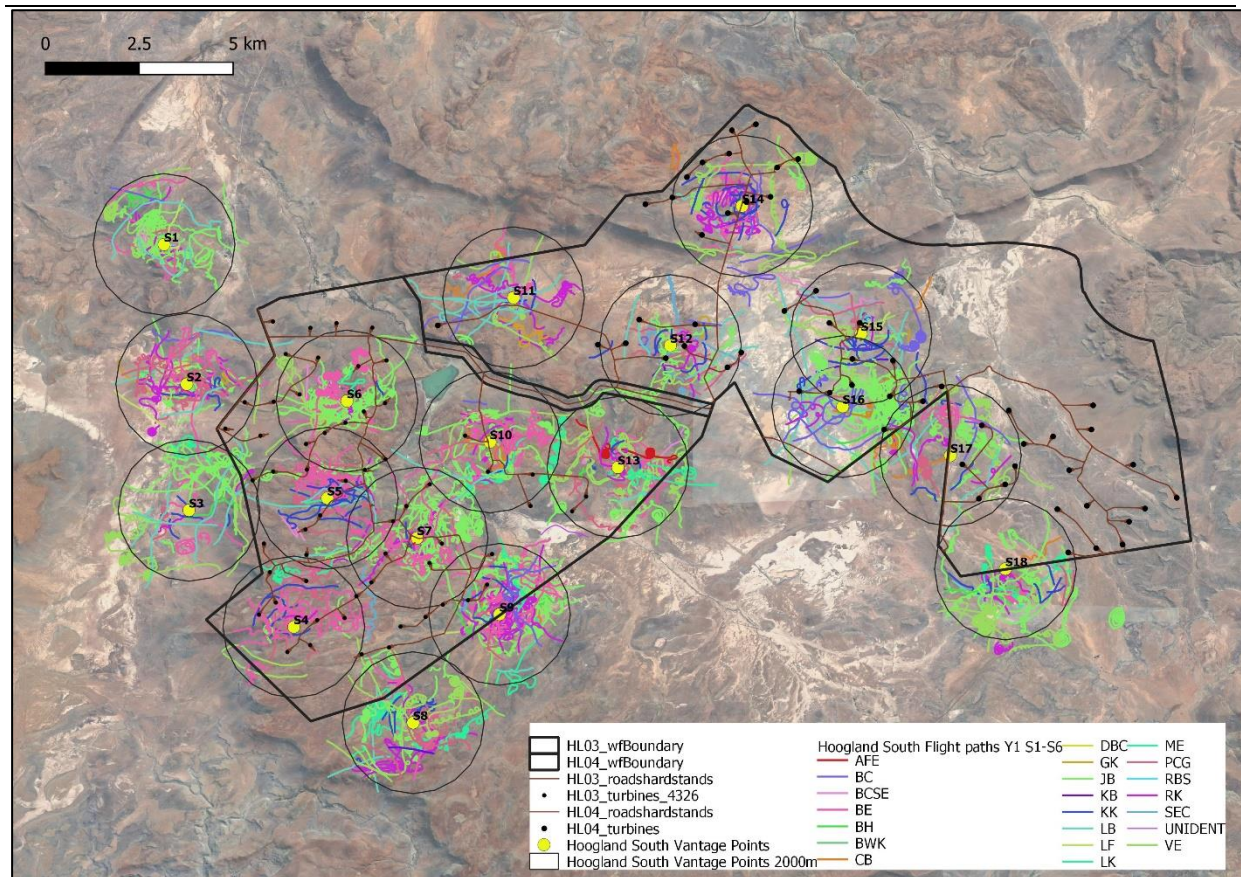 0 2.5 5 km
S14
S1
S11
S15
S12
S2
S6
S16
S10
S17
S13
S5
S3
S7
S18
S9
S4
S8
HL03_wfBoundary
HL04_wfBoundary
HL03_roadshardstands
HL03_turbines_4326
HL04_roadshardstands
HL04_turbines
Hoogland South Vantage Points
Hoogland South Vantage Points 2000m
Hoogland South Flight paths Y1 S1-S6
AFE
BC
BCSE
BE
BH
BWK
CB
DBC
GK
JB
KB
KK
LB
LF
LK
ME
PCG
RBS
RK
SEC
UNIDENT
VE